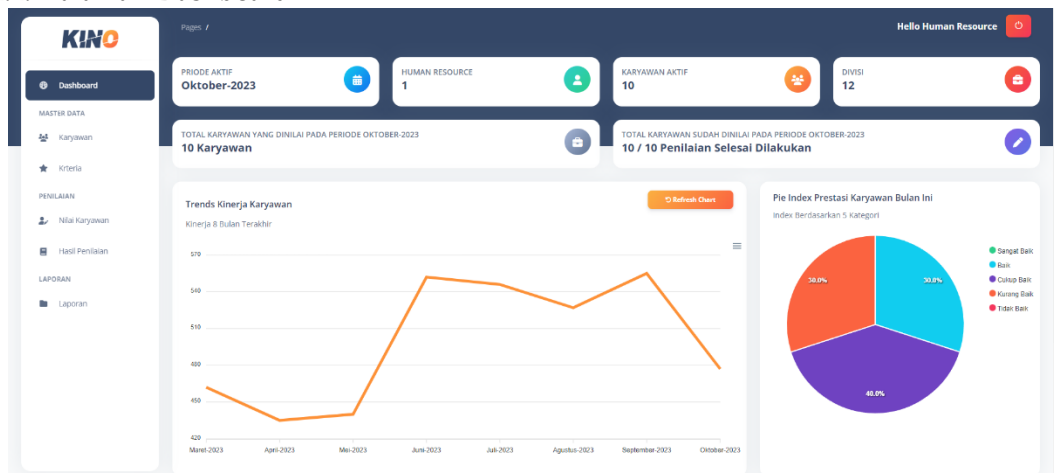 KINO
Pages /
Hello Human Resource
Dashboard
MASTER DATA
Karyawan
Krteria
PENILAIAN
Nilai Karyawan
Hasil Penilaian
LAPORAN
Laporan
PRIODE AKTIF
Oktober-2023
HUMAN RESOURCE
1
KARYAWAN AKTIF
10
DIVISI
12
TOTAL KARYAWAN YANG DINILAI PADA PERIODE OKTOBER-2023
10 Karyawan
TOTAL KARYAWAN SUDAH DINILAI PADA PERIODE OKTOBER-2023
10 / 10 Penilaian Selesai Dilakukan
Trends Kinerja Karyawan
Refresh Chart
Kinerja 8 Bulan Terakhir
570
540
510
480
450
420
Maret-2023
April-2023
Mei-2023
Juni-2023
Juli-2023
Agustus-2023
September-2023
Oktober-2023
Pie Index Prestasi Karyawan Bulan Ini
Index Berdasarkan 5 Kategori
30.0%
30.0%
40.0%
Sangat Baik
Baik
Cukup Baik
Kurang Baik
Tidak Baik